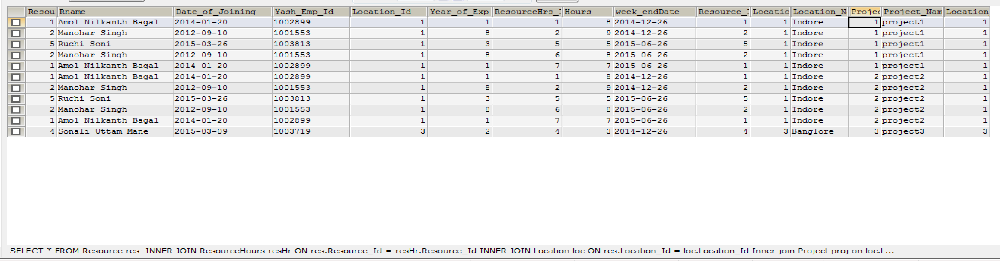 Resou Rname Date_of_Joining Yash_Emp_Id Location_Id Year_of_Exp ResourceHrs_ Hours week_endDate Resource_ Locatio Location_N Projec Project_Nam Location
1 Amol Nilkanth Bagal 2014-01-20 1002899 1 1 1 8 2014-12-26 1 1 Indore 1 project1 1
2 Manohar Singh 2012-09-10 1001553 1 8 2 9 2014-12-26 2 1 Indore 1 project1 1
5 Ruchi Soni 2015-03-26 1003813 1 3 5 5 2015-06-26 5 1 Indore 1 project1 1
2 Manohar Singh 2012-09-10 1001553 1 8 6 8 2015-06-26 2 1 Indore 1 project1 1
1 Amol Nilkanth Bagal 2014-01-20 1002899 1 1 7 7 2015-06-26 1 1 Indore 1 project1 1
1 Amol Nilkanth Bagal 2014-01-20 1002899 1 1 1 8 2014-12-26 1 1 Indore 2 project2 1
2 Manohar Singh 2012-09-10 1001553 1 8 2 9 2014-12-26 2 1 Indore 2 project2 1
5 Ruchi Soni 2015-03-26 1003813 1 3 5 5 2015-06-26 5 1 Indore 2 project2 1
2 Manohar Singh 2012-09-10 1001553 1 8 6 8 2015-06-26 2 1 Indore 2 project2 1
1 Amol Nilkanth Bagal 2014-01-20 1002899 1 1 7 7 2015-06-26 1 1 Indore 2 project2 1
4 Sonali Uttam Mane 2015-03-09 1003719 3 2 4 3 2014-12-26 4 3 Banglore 3 project3 3
SELECT * FROM Resource res INNER JOIN ResourceHours resHr ON res.Resource_Id = resHr.Resource_Id INNER JOIN Location loc ON res.Location_Id = loc.Location_Id Inner join Project proj on loc.L...